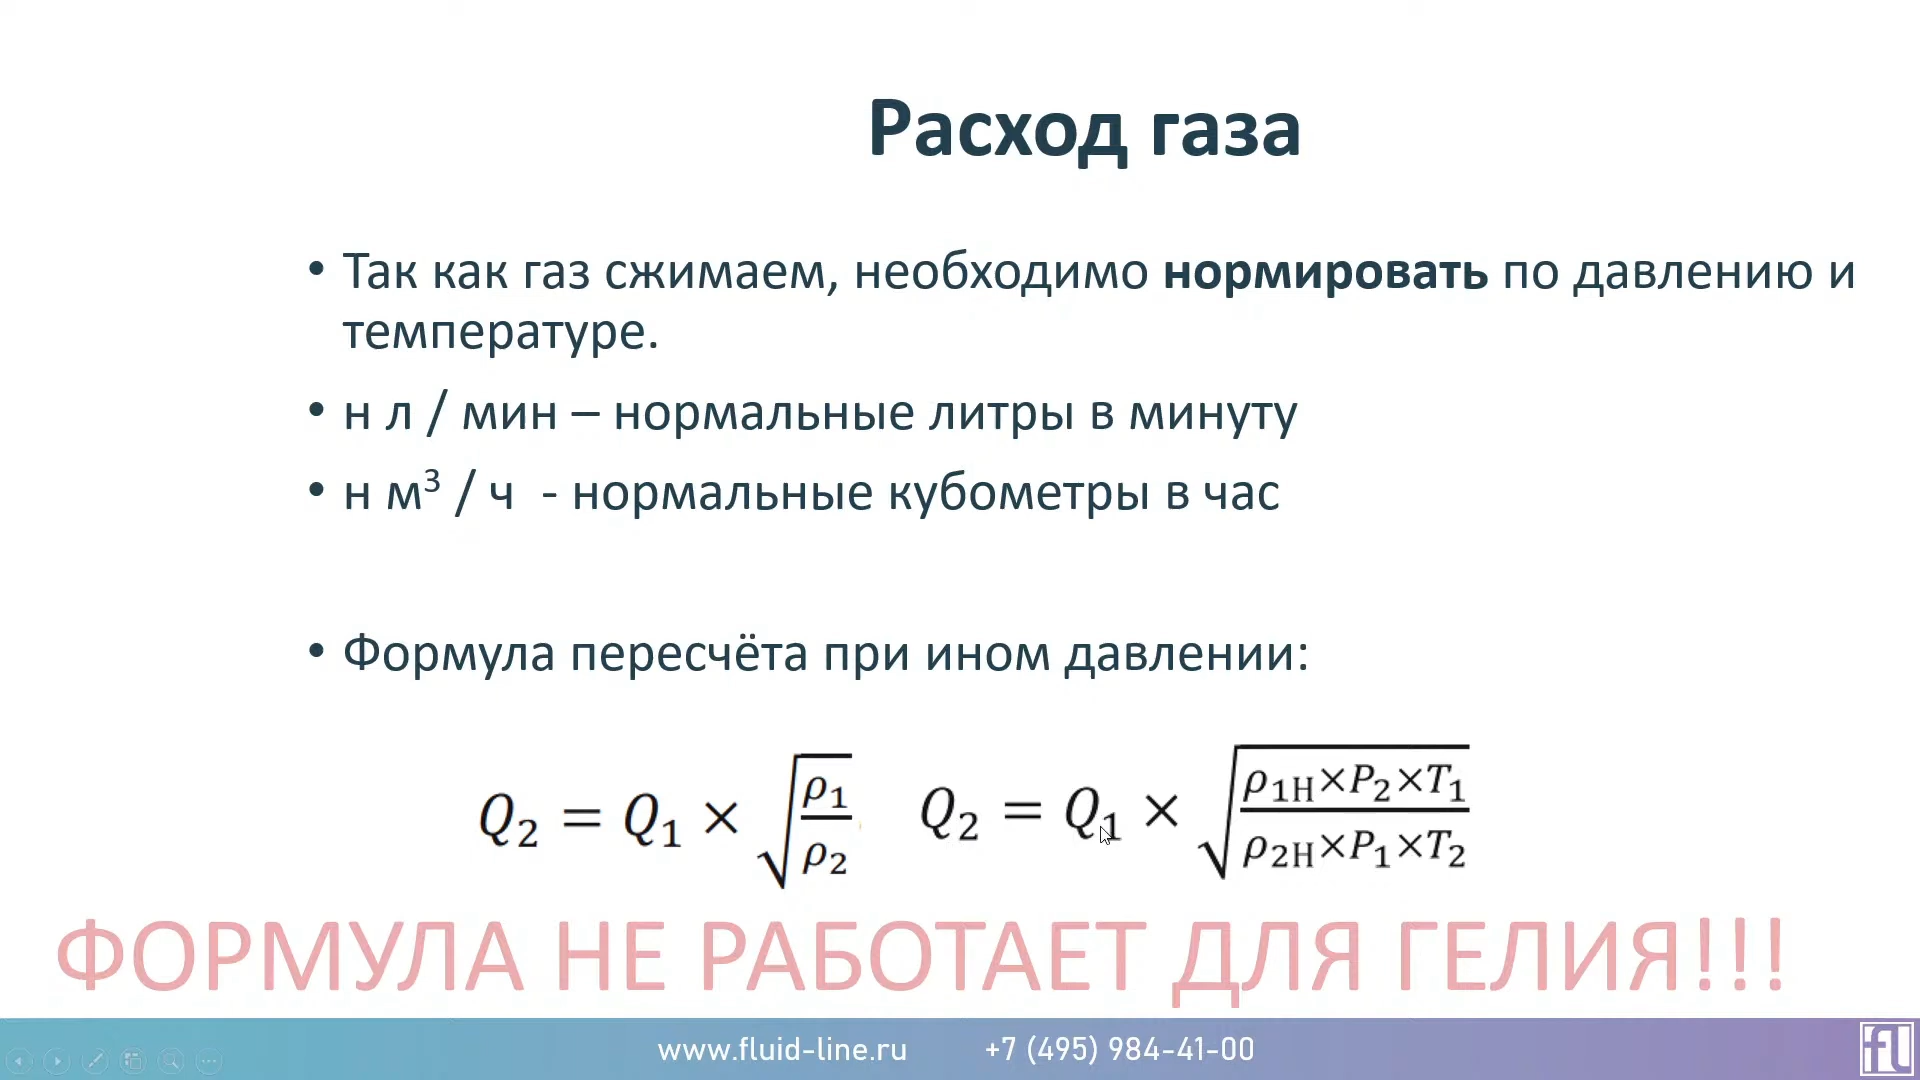 Расход газа
• Так как газ сжимаем, необходимо нормировать по давлению и
температуре.
• н л / мин – нормальные литры в минуту
• н м³ / ч - нормальные кубометры в час
• Формула пересчёта при ином давлении:
Q₂ = Q₁ × √(ρ₁/ρ₂) Q₂ = Q₁ × √((ρ₁н×P₂×T₁)/(ρ₂н×P₁×T₂))
ФОРМУЛА НЕ РАБОТАЕТ ДЛЯ ГЕЛИЯ!!!
www.fluid-line.ru +7 (495) 984-41-00
fl